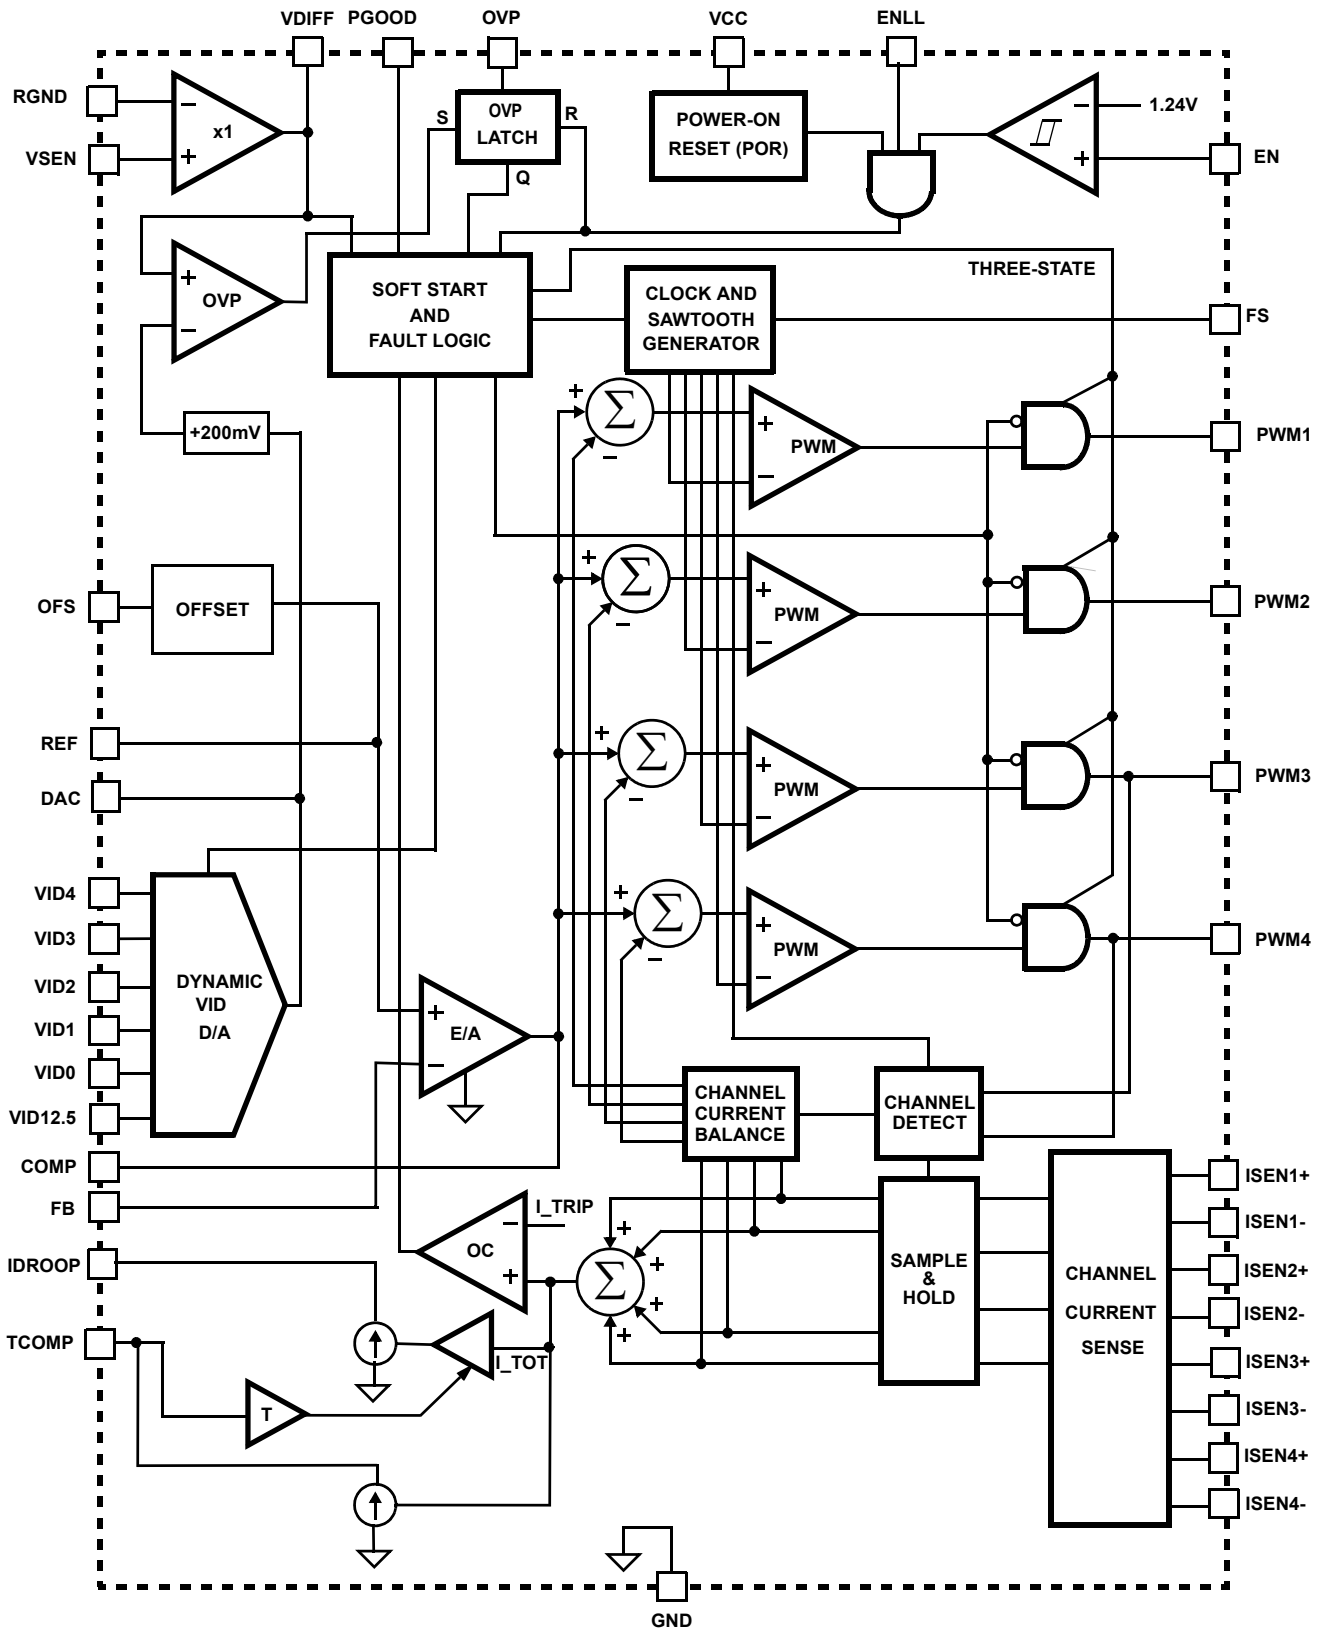 VDIFF PGOOD OVP VCC ENLL
RGND
VSEN
−
x1
+
S
OVP
LATCH
R
Q
POWER-ON
RESET (POR)
−
+
1.24V
EN
+
OVP
−
SOFT START
AND
FAULT LOGIC
THREE-STATE
CLOCK AND
SAWTOOTH
GENERATOR
FS
+200mV
+
Σ
−
+
PWM
−
PWM1
OFS
OFFSET
+
Σ
−
+
PWM
−
PWM2
REF
DAC
+
Σ
−
+
PWM
−
PWM3
VID4
VID3
VID2
VID1
VID0
VID12.5
DYNAMIC
VID
D/A
+
Σ
−
+
PWM
−
PWM4
+
E/A
−
CHANNEL
CURRENT
BALANCE
CHANNEL
DETECT
COMP
FB
IDROOP
TCOMP
I_TRIP
−
OC
+
I_TOT
T
+
+
Σ
+
+
SAMPLE
&
HOLD
CHANNEL
CURRENT
SENSE
ISEN1+
ISEN1-
ISEN2+
ISEN2-
ISEN3+
ISEN3-
ISEN4+
ISEN4-
GND